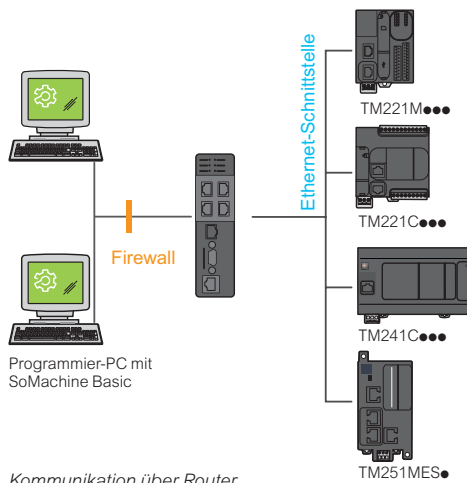 TM221M●●●
Ethernet-Schnittstelle
TM221C●●●
Firewall
TM241C●●●
Programmier-PC mit
SoMachine Basic
TM251MES●
Kommunikation über Router